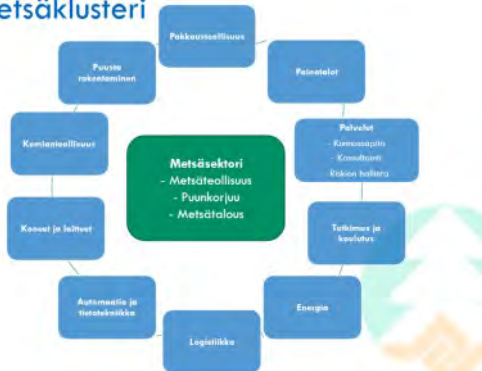 etsäklusteri
Pakkausteollisuus
Painotalot
Palvelut
- Kunnossapito
- Konsultointi
-Riskien hallinta
Tutkimus ja
koulutus
Energia
Logistiikka
Automaatio ja
tietotekniikka
Koneet ja laitteet
Kemianteollisuus
Puusta
rakentaminen
Metsäsektori
- Metsäteollisuus
- Puunkorjuu
- Metsätalous